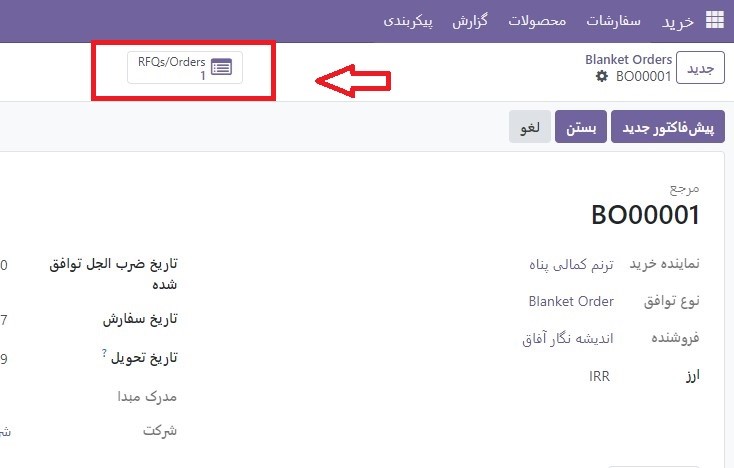 خرید سفارشات محصولات گزارش پیکربندی
جدید
Blanket Orders
BO00001
RFQs/Orders
1
پیش‌فاکتور جدید بستن لغو
مرجع
BO00001
نماینده خرید ترنم کمالی پناه
نوع توافق Blanket Order
فروشنده اندیشه نگار آفاق
ارز IRR
تاریخ ضرب الجل توافق
شده
0
تاریخ سفارش
7
تاریخ تحویل ?
9
مدرک مبدا
شرکت